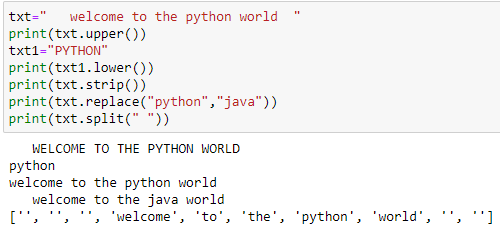 txt="   welcome to the python world  "
print(txt.upper())
txt1="PYTHON"
print(txt1.lower())
print(txt.strip())
print(txt.replace("python","java"))
print(txt.split(" "))
   WELCOME TO THE PYTHON WORLD
python
welcome to the python world
   welcome to the java world
['', '', '', 'welcome', 'to', 'the', 'python', 'world', '', '']